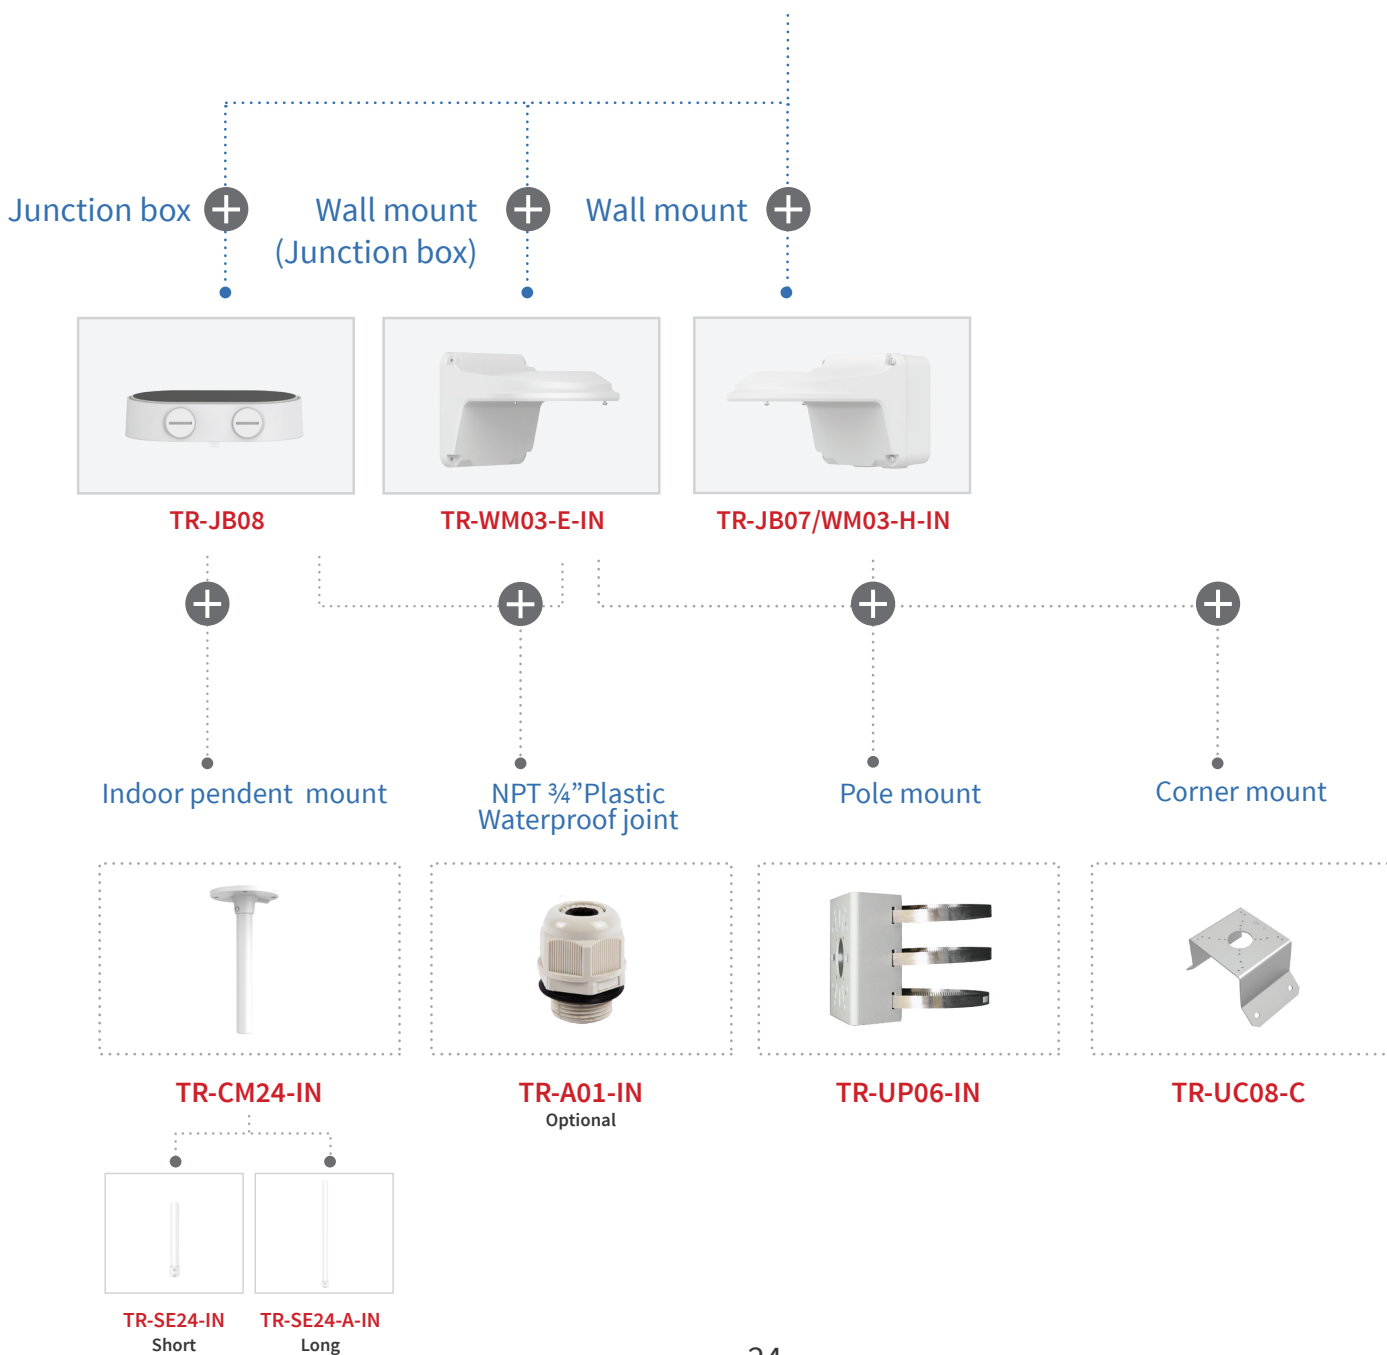 Junction box
Wall mount
(Junction box)
Wall mount
TR-JB08
TR-WM03-E-IN
TR-JB07/WM03-H-IN
Indoor pendent  mount
NPT ¾”Plastic
Waterproof joint
Pole mount
Corner mount
TR-CM24-IN
TR-A01-IN
Optional
TR-UP06-IN
TR-UC08-C
TR-SE24-IN
Short
TR-SE24-A-IN
Long